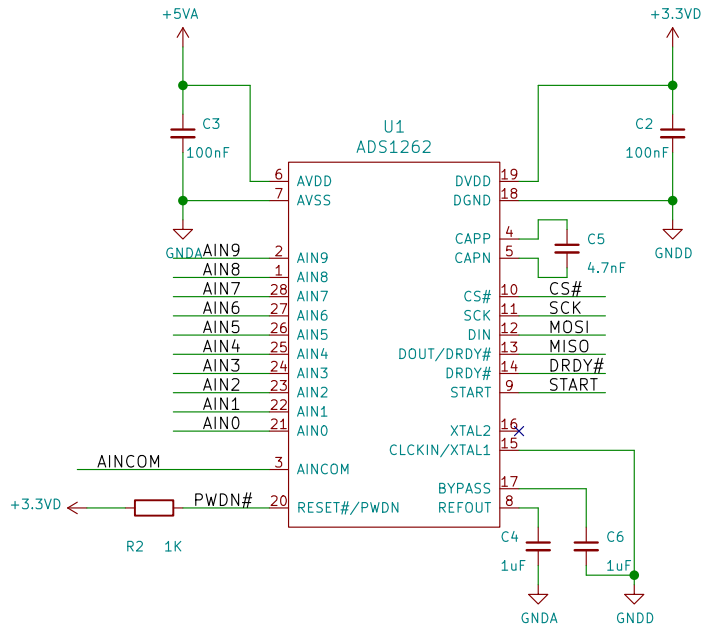 +5VA
+3.3VD
C3
100nF
C2
100nF
U1
ADS1262
6 AVDD
7 AVSS
DVDD 19
DGND 18
GNDA
GNDD
CAPP 4
CAPN 5
C5
4.7nF
AIN9 2 AIN9
AIN8 1 AIN8
AIN7 28 AIN7
AIN6 27 AIN6
AIN5 26 AIN5
AIN4 25 AIN4
AIN3 24 AIN3
AIN2 23 AIN2
AIN1 22 AIN1
AIN0 21 AIN0
CS# 10 CS#
SCK 11 SCK
DIN 12 MOSI
DOUT/DRDY# 13 MISO
DRDY# 14 DRDY#
START 9 START
XTAL2 16
CLCKIN/XTAL1 15
AINCOM 3 AINCOM
BYPASS 17
REFOUT 8
+3.3VD PWDN# 20 RESET#/PWDN
R2 1K
C4
1uF
C6
1uF
GNDA
GNDD